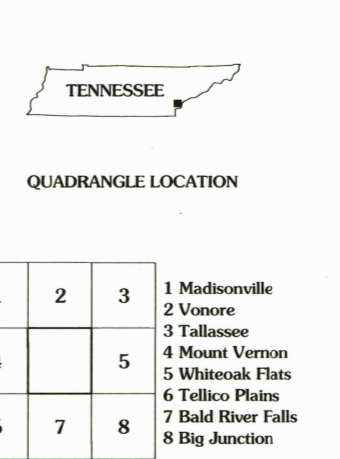 TENNESSEE
QUADRANGLE LOCATION
2 3
5
7 8
1 Madisonville
2 Vonore
3 Tallassee
4 Mount Vernon
5 Whiteoak Flats
6 Tellico Plains
7 Bald River Falls
8 Big Junction